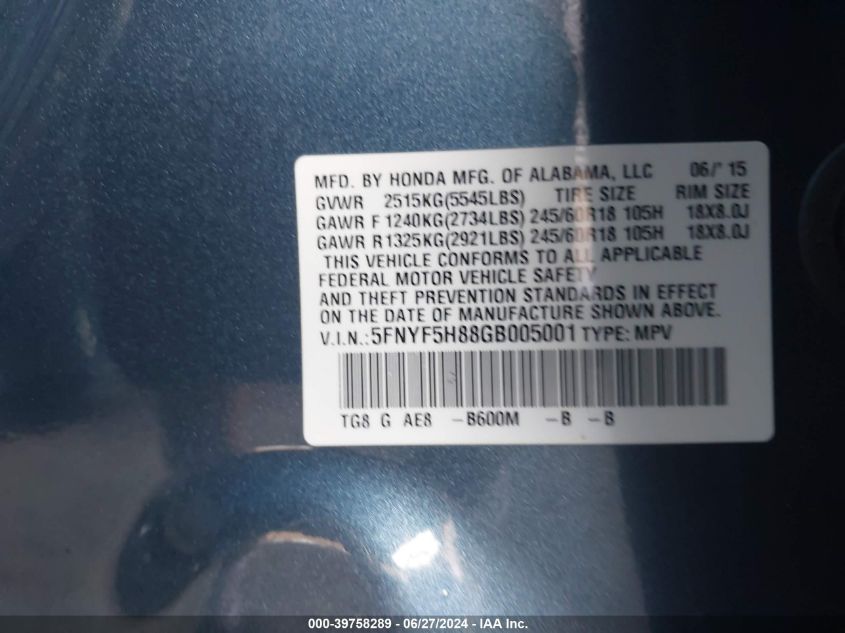 MFD. BY HONDA MFG. OF ALABAMA, LLC 06/' 15
GVWR 2515KG(5545LBS) TIRE SIZE RIM SIZE
GAWR F 1240KG(2734LBS) 245/60R18 105H 18X8.0J
GAWR R 1325KG(2921LBS) 245/60R18 105H 18X8.0J
THIS VEHICLE CONFORMS TO ALL APPLICABLE
FEDERAL MOTOR VEHICLE SAFETY
AND THEFT PREVENTION STANDARDS IN EFFECT
ON THE DATE OF MANUFACTURE SHOWN ABOVE.
V.I.N.: 5FNYF5H88GB005001 TYPE: MPV
TG8 G AE8 -B600M -B -B
000-39758289 - 06/27/2024 - IAA Inc.